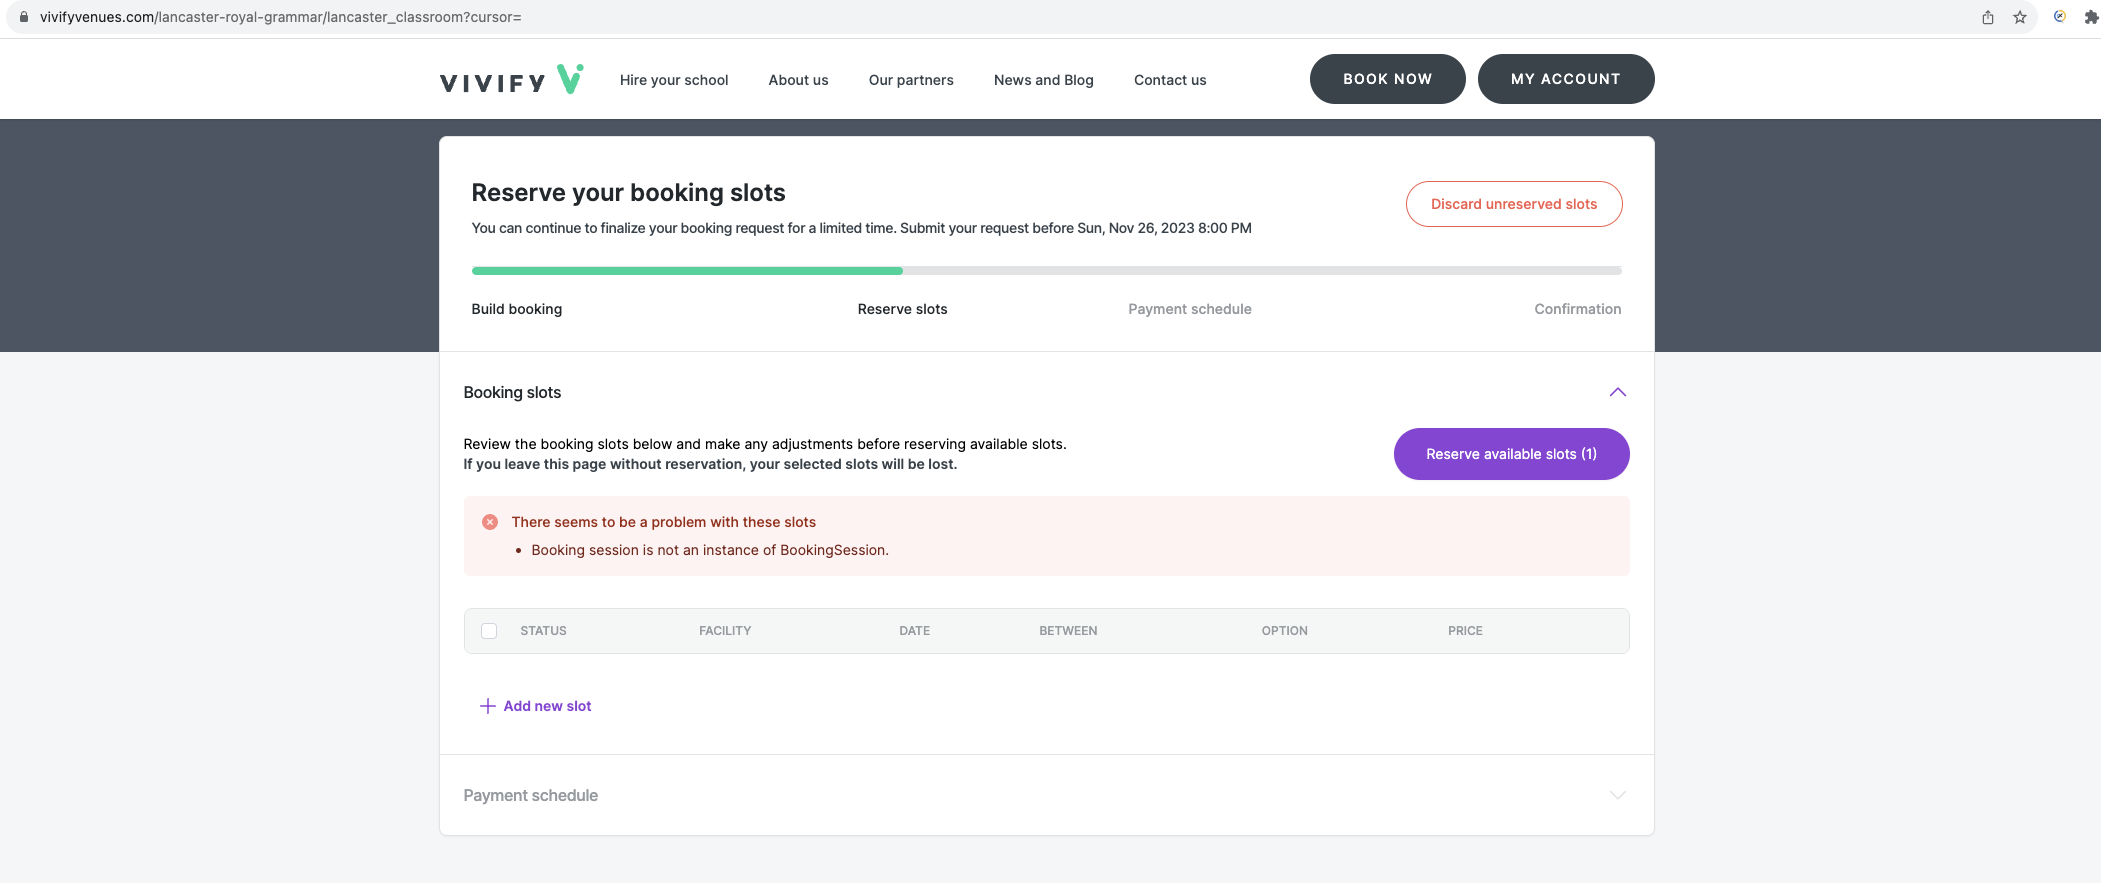 vivifyvenues.com/lancaster-royal-grammar/lancaster_classroom?cursor=
VIVIFY
Hire your school
About us
Our partners
News and Blog
Contact us
BOOK NOW
MY ACCOUNT
Reserve your booking slots
Discard unreserved slots
You can continue to finalize your booking request for a limited time. Submit your request before Sun, Nov 26, 2023 8:00 PM
Build booking
Reserve slots
Payment schedule
Confirmation
Booking slots
Review the booking slots below and make any adjustments before reserving available slots.
If you leave this page without reservation, your selected slots will be lost.
Reserve available slots (1)
There seems to be a problem with these slots
• Booking session is not an instance of BookingSession.
STATUS
FACILITY
DATE
BETWEEN
OPTION
PRICE
Add new slot
Payment schedule